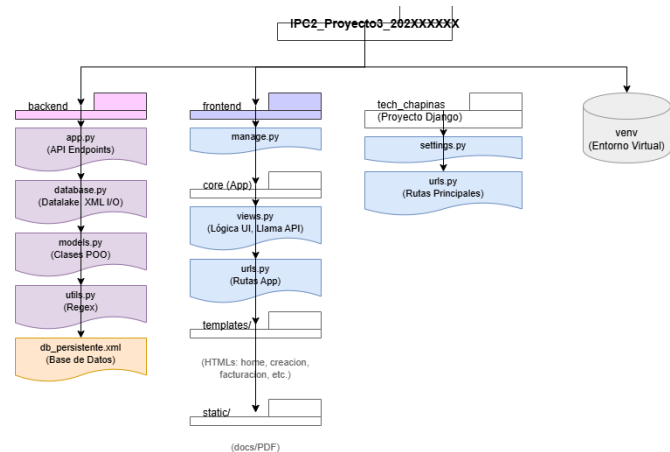 IPC2_Proyecto3_202XXXXXX
backend
app.py
(API Endpoints)
database.py
(Datalake, XML I/O)
models.py
(Clases POO)
utils.py
(Regex)
db_persistente.xml
(Base de Datos)
frontend
manage.py
core (App)
views.py
(Lógica UI, Llama API)
urls.py
(Rutas App)
templates/
(HTMLs: home, creacion,
facturacion, etc.)
static/
(docs/PDF)
tech_chapinas
(Proyecto Django)
settings.py
urls.py
(Rutas Principales)
venv
(Entorno Virtual)